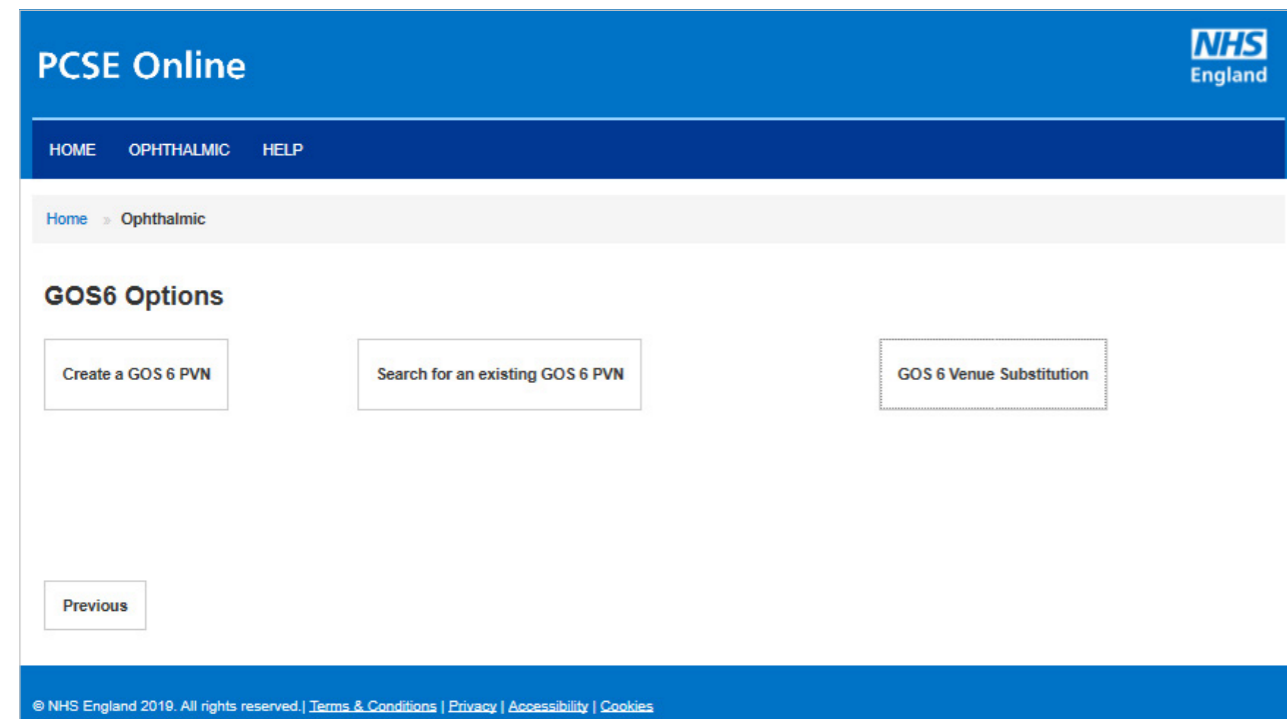 PCSE Online
NHS
England
HOME OPHTHALMIC HELP
Home » Ophthalmic
GOS6 Options
Create a GOS 6 PVN
Search for an existing GOS 6 PVN
GOS 6 Venue Substitution
Previous
© NHS England 2019. All rights reserved.| Terms & Conditions | Privacy | Accessibility | Cookies